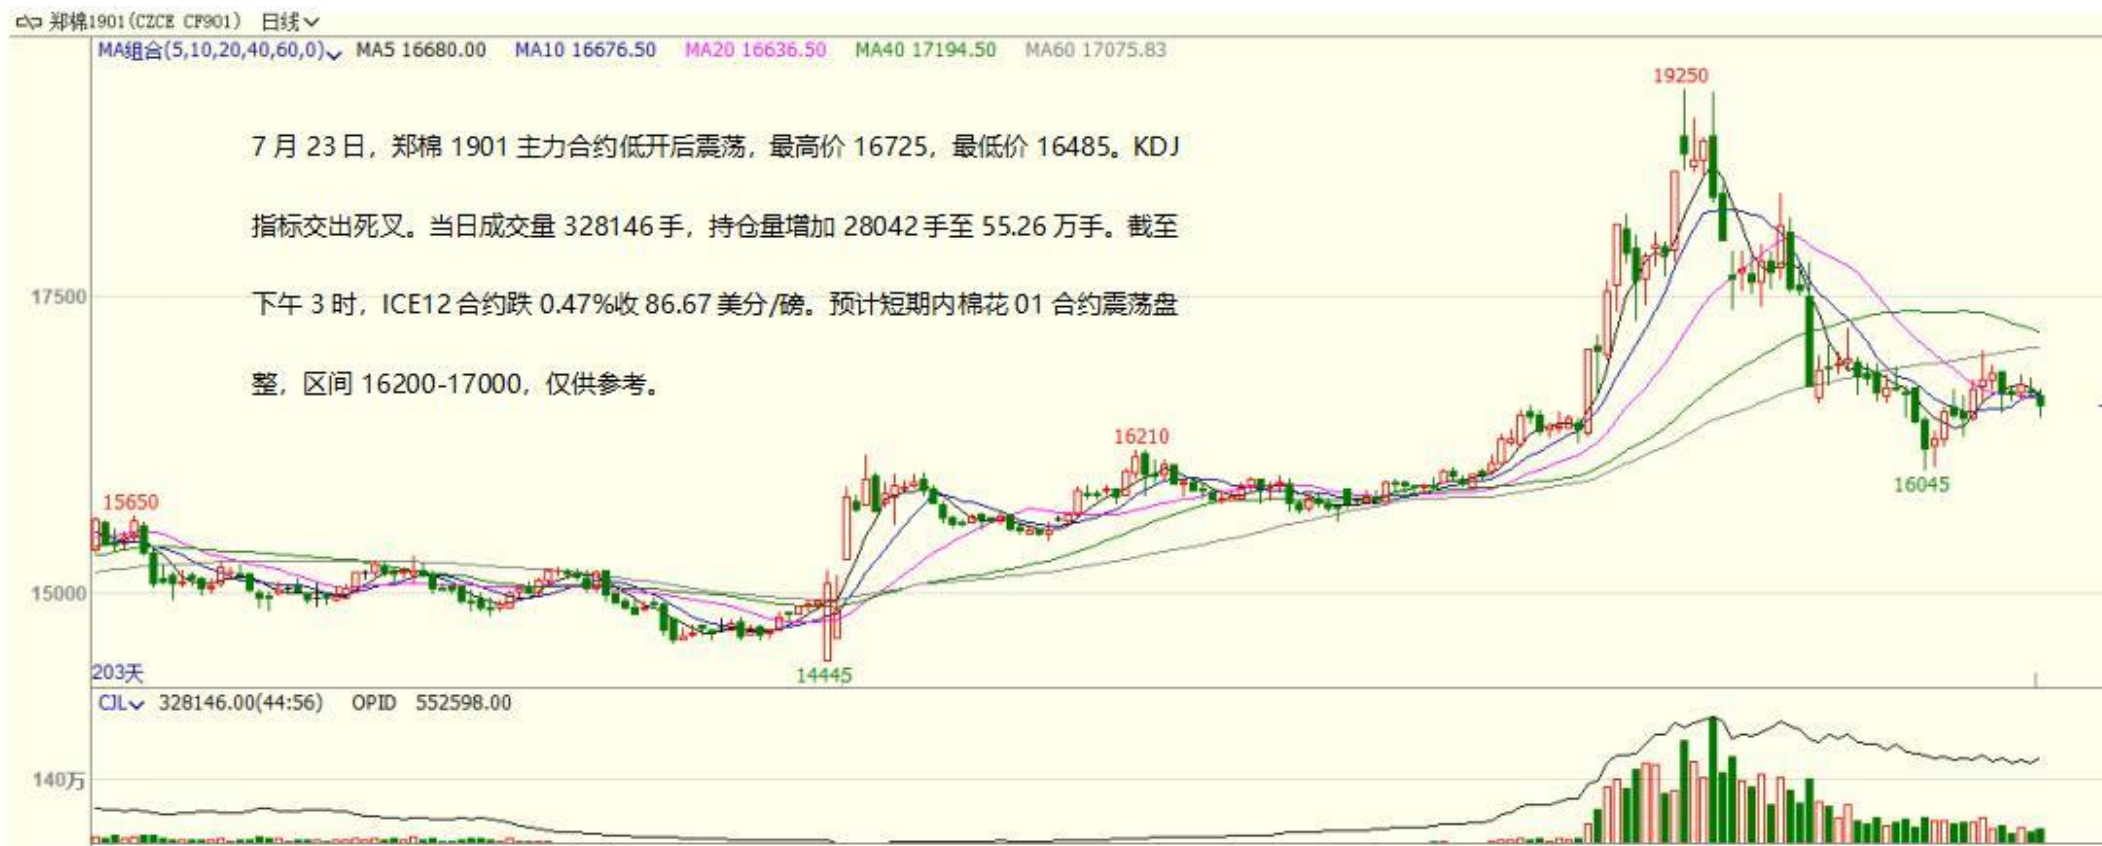 郑棉1901(CZCE CF901) 日线
MA组合(5,10,20,40,60,0) MA5 16680.00 MA10 16676.50 MA20 16636.50 MA40 17194.50 MA60 17075.83
19250
7月23日，郑棉1901主力合约低开后震荡，最高价16725，最低价16485。KDJ
指标交出死叉。当日成交量328146手，持仓量增加28042手至55.26万手。截至
17500
下午3时，ICE12合约跌0.47%收86.67美分/磅。预计短期内棉花01合约震荡盘
整，区间16200-17000，仅供参考。
16210
16045
15650
15000
203天
14445
CJL 328146.00(44:56) OPID 552598.00
140万